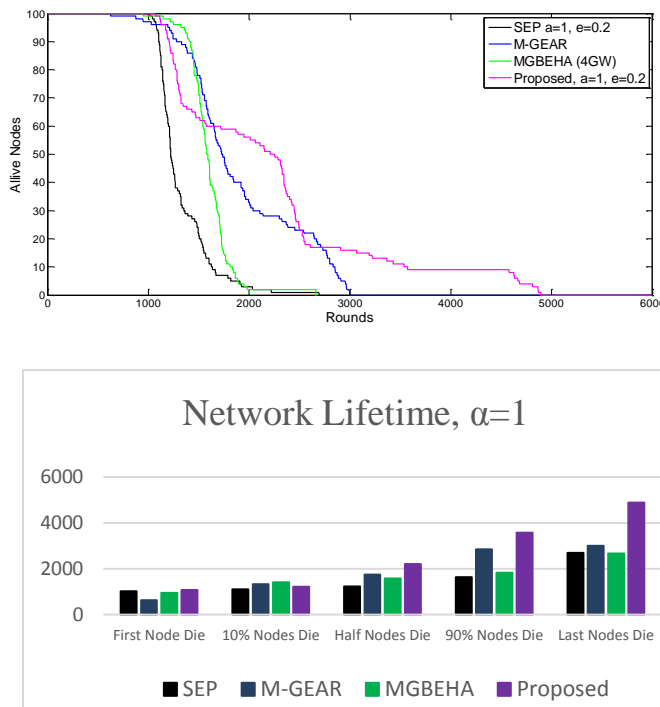 100
90
80
70
60
50
40
30
20
10
0
Allive Nodes
0 1000 2000 3000 4000 5000 6000
Rounds
SEP a=1, e=0.2
M-GEAR
MGBEHA (4GW)
Proposed, a=1, e=0.2
Network Lifetime, α=1
6000
4000
2000
0
First Node Die 10% Nodes Die Half Nodes Die 90% Nodes Die Last Nodes Die
SEP M-GEAR MGBEHA Proposed